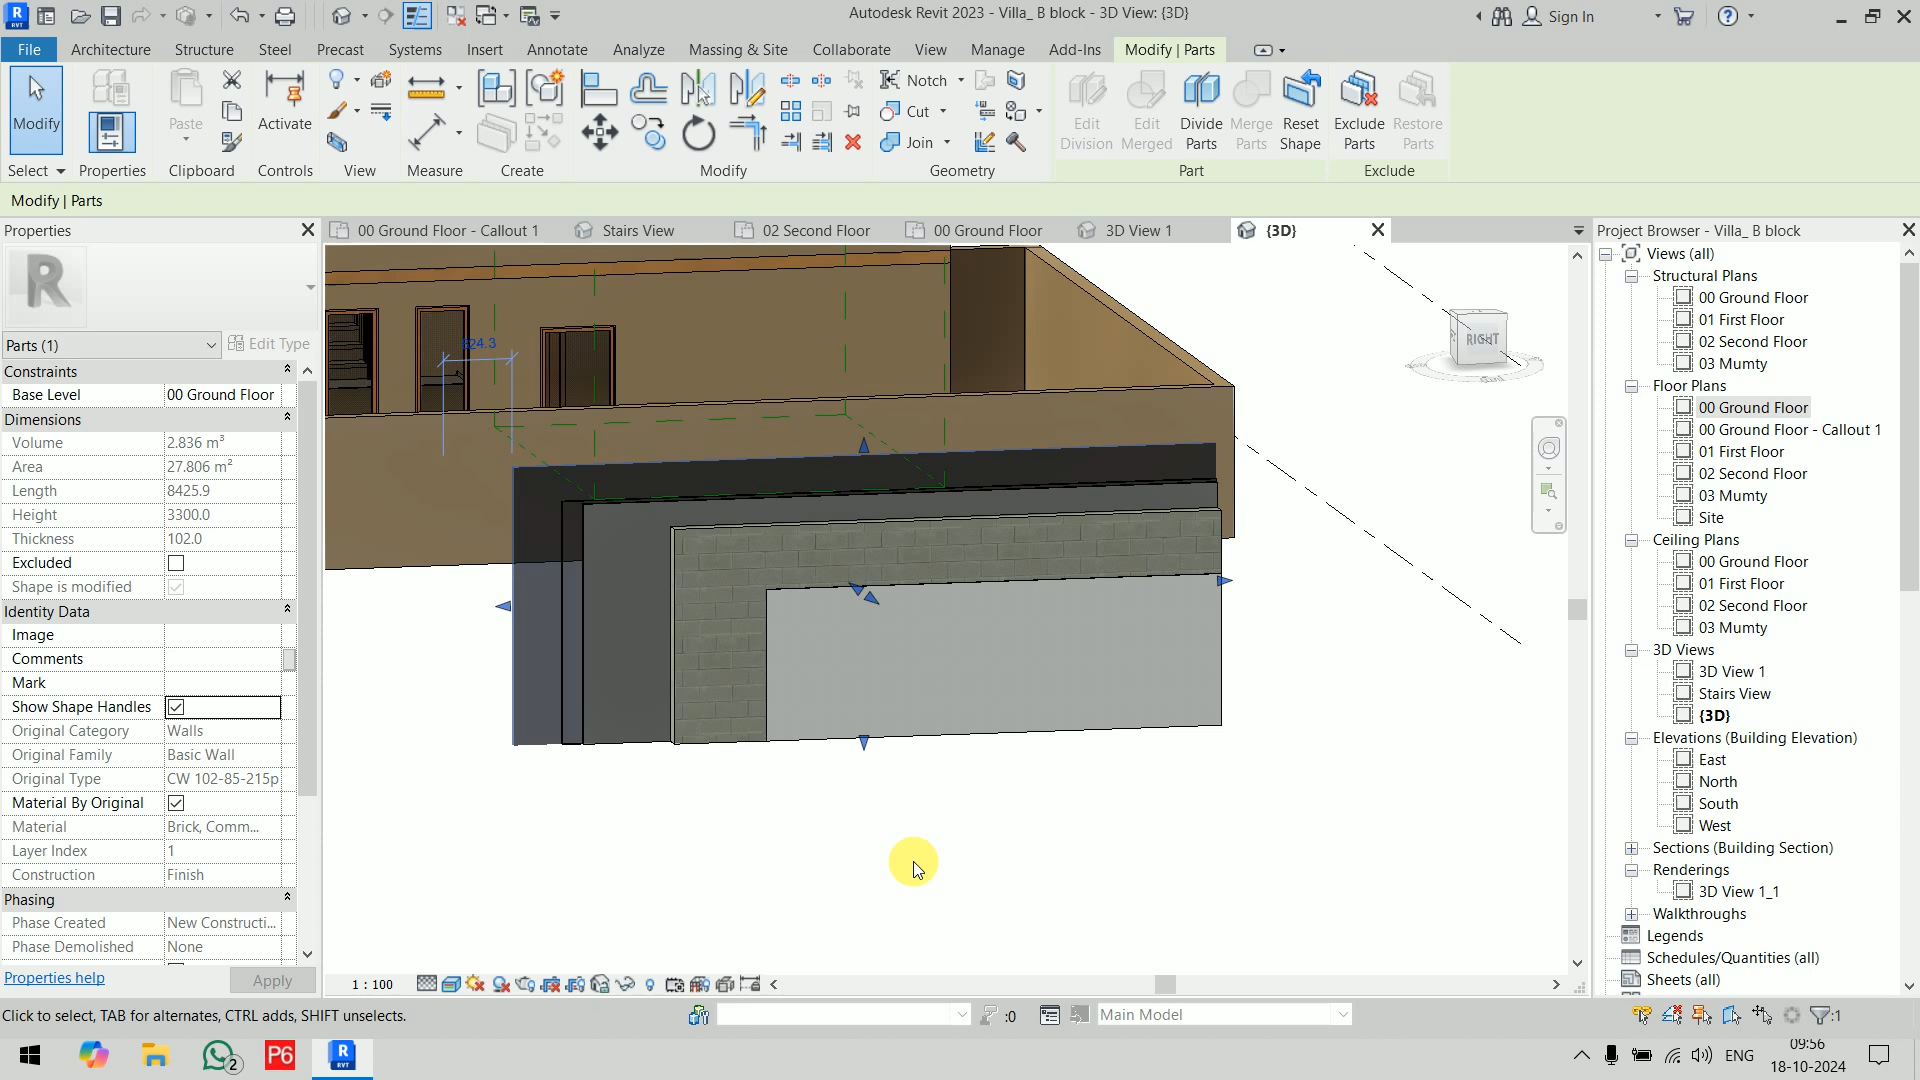 Autodesk Revit 2023 - Villa_ B block - 3D View: {3D}
Sign In
File Architecture Structure Steel Precast Systems Insert Annotate Analyze Massing & Site Collaborate View Manage Add-Ins Modify | Parts
Modify
Paste
Activate
Notch
Cut
Join
Edit Division
Edit Merged
Divide Parts
Merge Parts
Reset Shape
Exclude Parts
Restore Parts
Select Properties Clipboard Controls View Measure Create Modify Geometry Part Exclude
Modify | Parts
Properties
00 Ground Floor - Callout 1 Stairs View 02 Second Floor 00 Ground Floor 3D View 1 {3D}
Project Browser - Villa_ B block
R
Parts (1) Edit Type
Constraints
Base Level 00 Ground Floor
Dimensions
Volume 2.836 m³
Area 27.806 m²
Length 8425.9
Height 3300.0
Thickness 102.0
Excluded
Shape is modified
Identity Data
Image
Comments
Mark
Show Shape Handles
Original Category Walls
Original Family Basic Wall
Original Type CW 102-85-215p
Material By Original
Material Brick, Comm...
Layer Index 1
Construction Finish
Phasing
Phase Created New Constructi...
Phase Demolished None
Properties help Apply
RIGHT
Views (all)
Structural Plans
00 Ground Floor
01 First Floor
02 Second Floor
03 Mumty
Floor Plans
00 Ground Floor
00 Ground Floor - Callout 1
01 First Floor
02 Second Floor
03 Mumty
Site
Ceiling Plans
00 Ground Floor
01 First Floor
02 Second Floor
03 Mumty
3D Views
3D View 1
Stairs View
{3D}
Elevations (Building Elevation)
East
North
South
West
Sections (Building Section)
Renderings
3D View 1_1
Walkthroughs
Legends
Schedules/Quantities (all)
Sheets (all)
1 : 100
Click to select, TAB for alternates, CTRL adds, SHIFT unselects.
:0
Main Model
:1
2
P6
R
RVT
ENG
09:56
18-10-2024